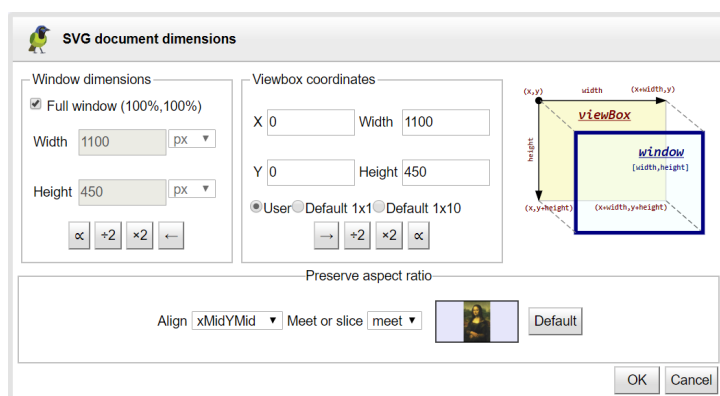 SVG document dimensions
Window dimensions
Full window (100%,100%)
Width 1100 px
Height 450 px
∝ ÷2 ×2 ←
Viewbox coordinates
X 0 Width 1100
Y 0 Height 450
User Default 1x1 Default 1x10
→ ÷2 ×2 ∝
(x,y) width (x+width,y)
viewBox
height
window
[width,height]
(x,y+height) (x+width,y+height)
Preserve aspect ratio
Align xMidYMid Meet or slice meet Default
OK Cancel